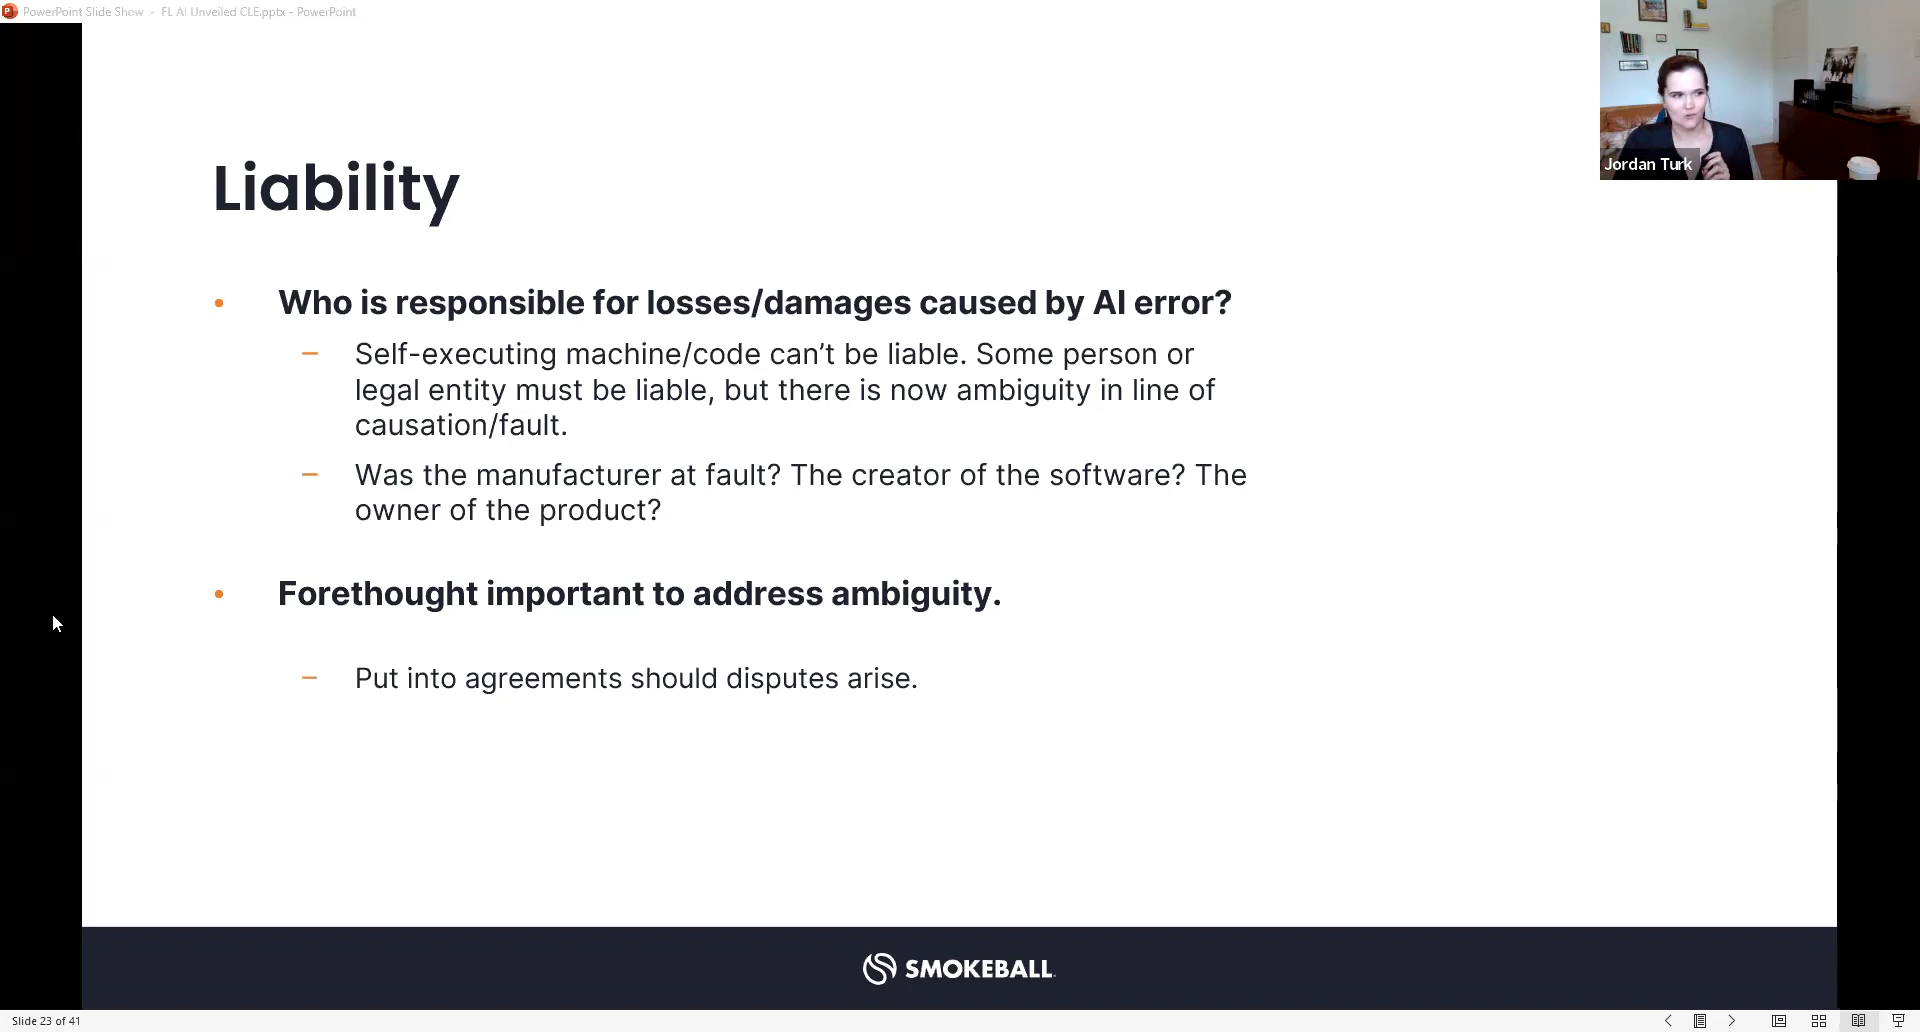 PowerPoint Slide Show - FL AI Unveiled CLE.pptx - PowerPoint
Jordan Turk
Liability
• Who is responsible for losses/damages caused by AI error?
– Self-executing machine/code can’t be liable. Some person or
legal entity must be liable, but there is now ambiguity in line of
causation/fault.
– Was the manufacturer at fault? The creator of the software? The
owner of the product?
• Forethought important to address ambiguity.
– Put into agreements should disputes arise.
SMOKEBALL
Slide 23 of 41